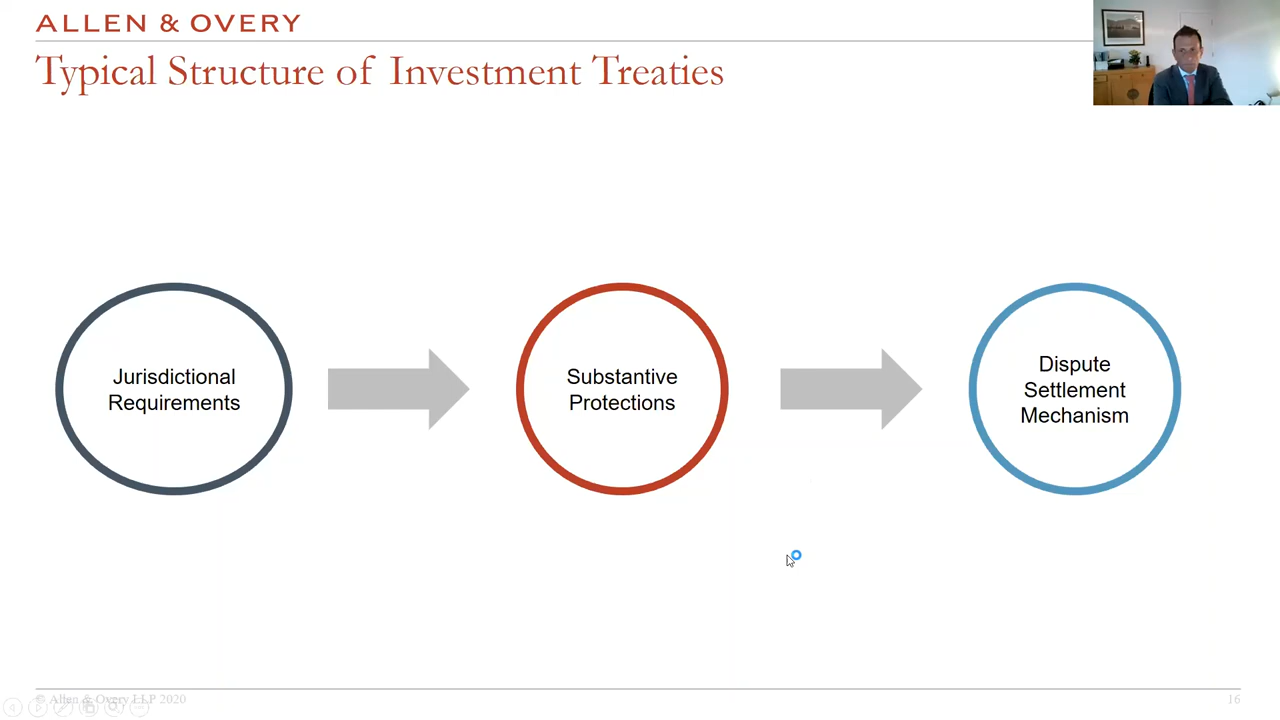 ALLEN & OVERY
Typical Structure of Investment Treaties
Jurisdictional
Requirements
Substantive
Protections
Dispute
Settlement
Mechanism
© Allen & Overy LLP 2020
16